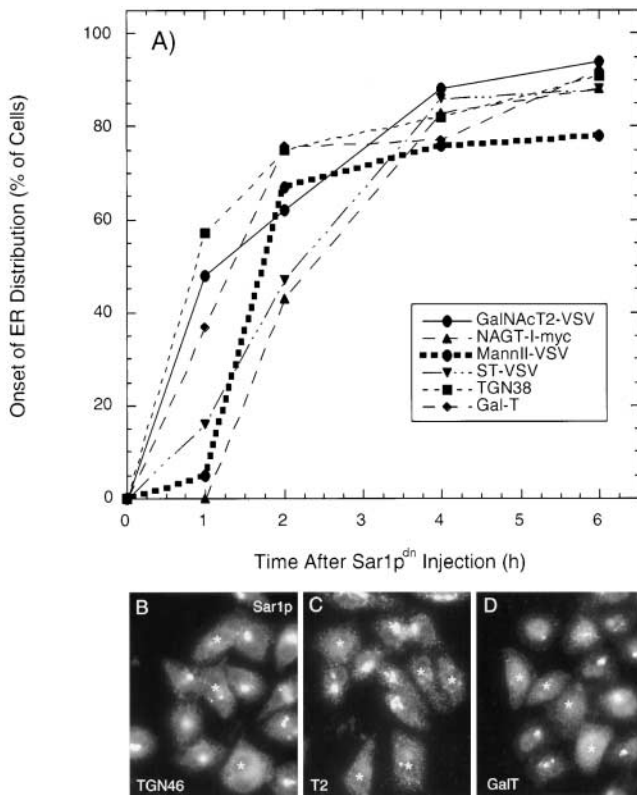 A)
Onset of ER Distribution (% of Cells)
100
80
60
40
20
0
GalNAcT2-VSV
NAGT-I-myc
MannII-VSV
ST-VSV
TGN38
Gal-T
0 1 2 3 4 5 6
Time After Sar1p^dn Injection (h)
B Sar1p
TGN46
C
T2
D
GalT